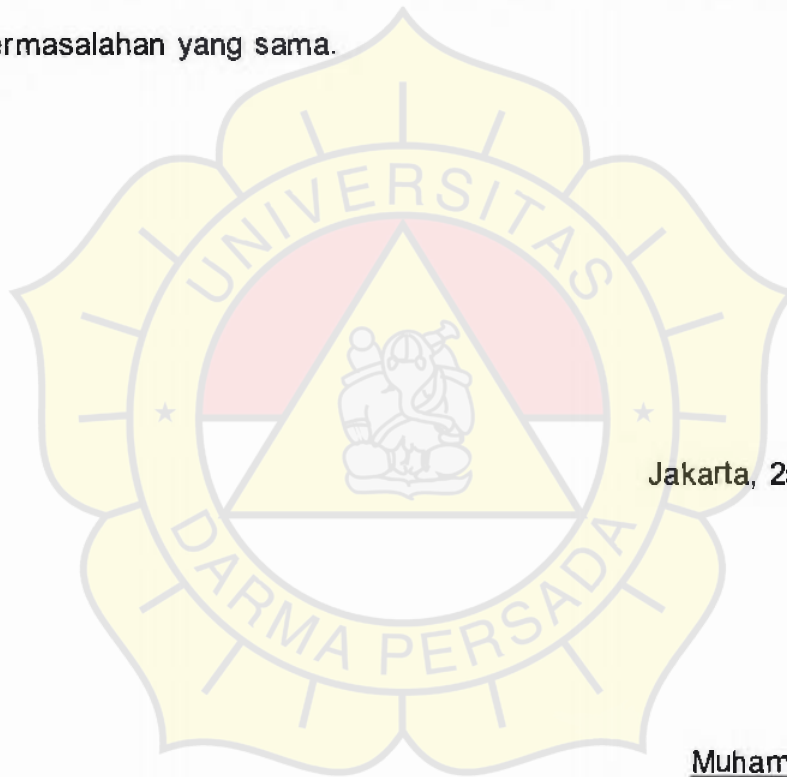 ermasalahan yang sama.
UNIVERSITAS
Jakarta, 2
DARMA PERSADA
Muham